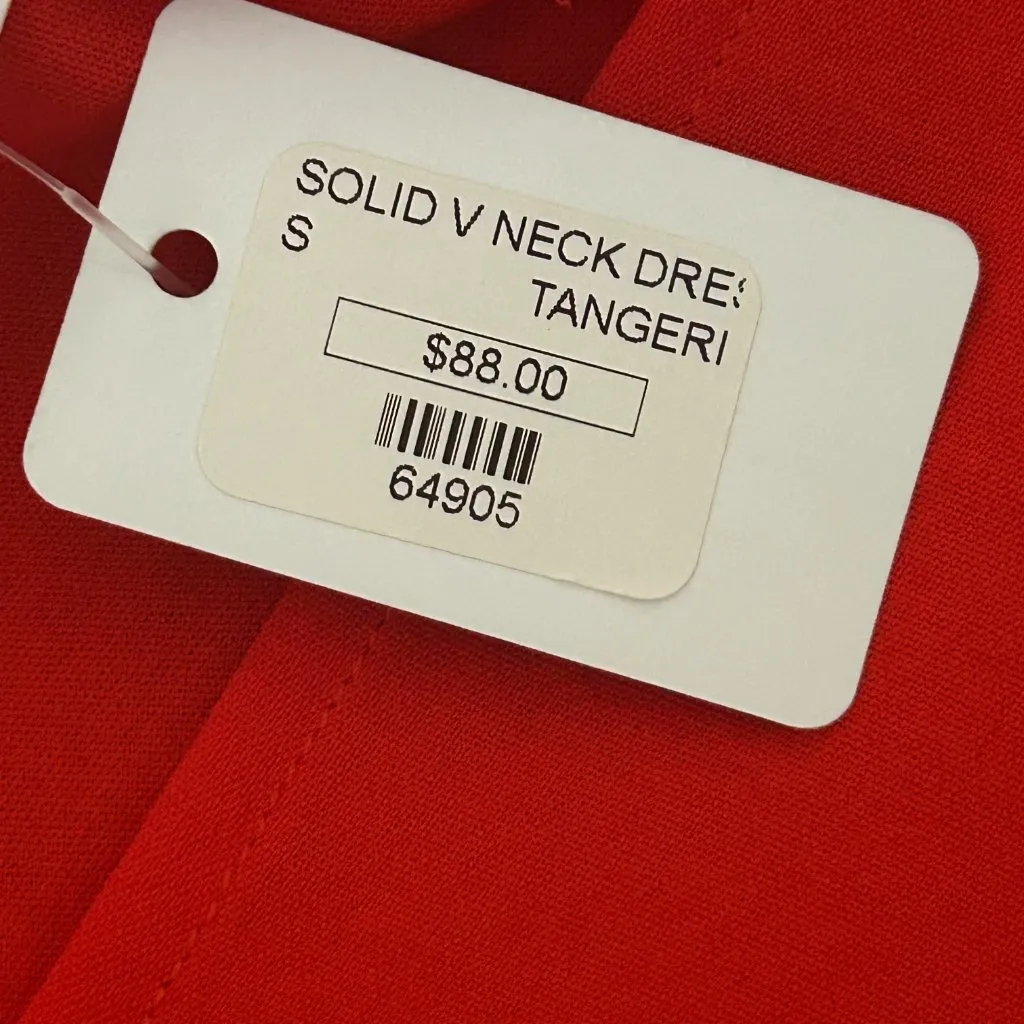 SOLID V NECK DRES
S
TANGERI
$88.00
64905